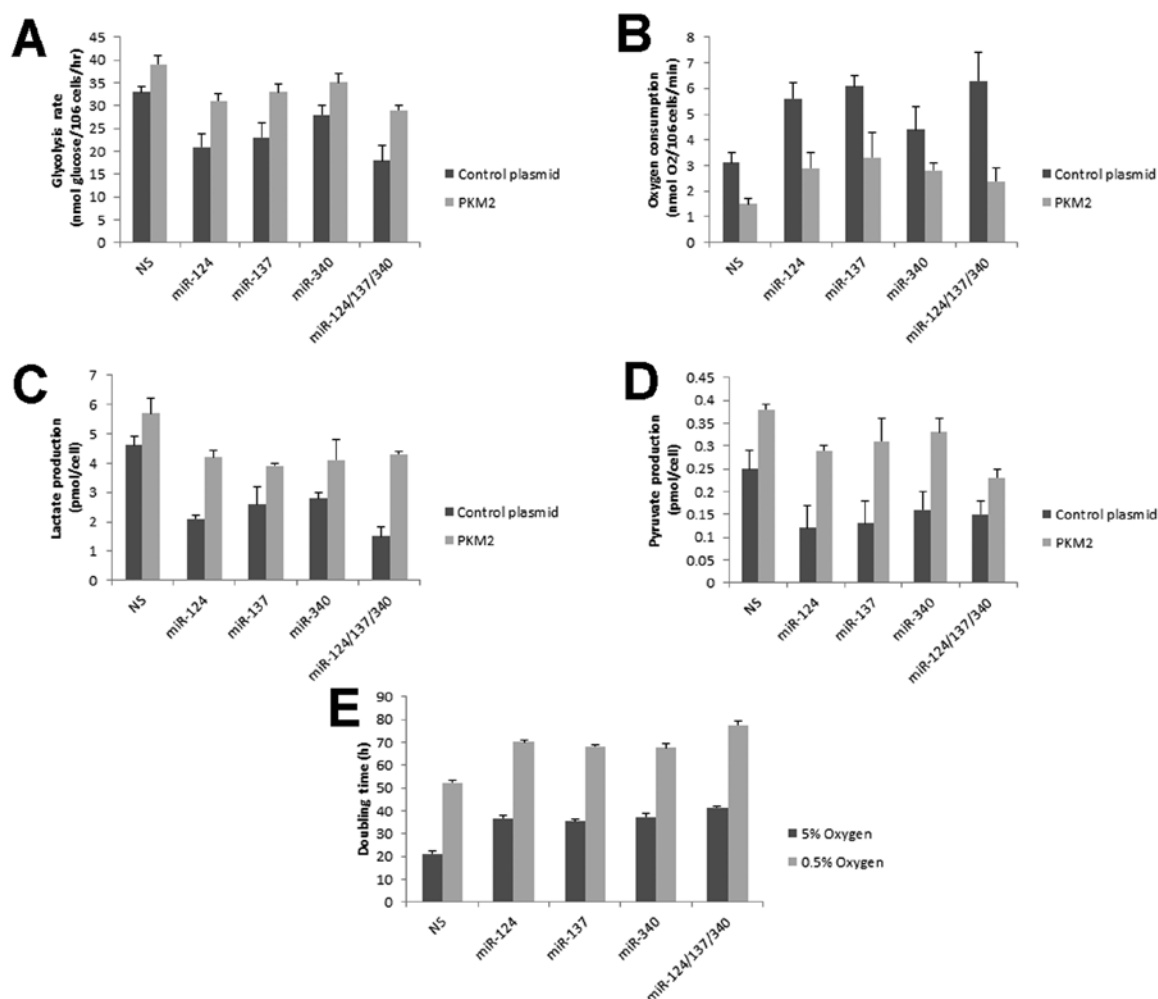 A
Glycolysis rate
(nmol glucose/106 cells/hr)
45
40
35
30
25
20
15
10
5
0
NS
miR-124
miR-137
miR-340
miR-124/137/340
Control plasmid
PKM2
B
Oxygen consumption
(nmol O2/106 cells/min)
8
7
6
5
4
3
2
1
0
NS
miR-124
miR-137
miR-340
miR-124/137/340
Control plasmid
PKM2
C
Lactate production
(pmol/cell)
7
6
5
4
3
2
1
0
NS
miR-124
miR-137
miR-340
miR-124/137/340
Control plasmid
PKM2
D
Pyruvate production
(pmol/cell)
0.45
0.4
0.35
0.3
0.25
0.2
0.15
0.1
0.05
0
NS
miR-124
miR-137
miR-340
miR-124/137/340
Control plasmid
PKM2
E
Doubling time (h)
90
80
70
60
50
40
30
20
10
0
NS
miR-124
miR-137
miR-340
miR-124/137/340
5% Oxygen
0.5% Oxygen